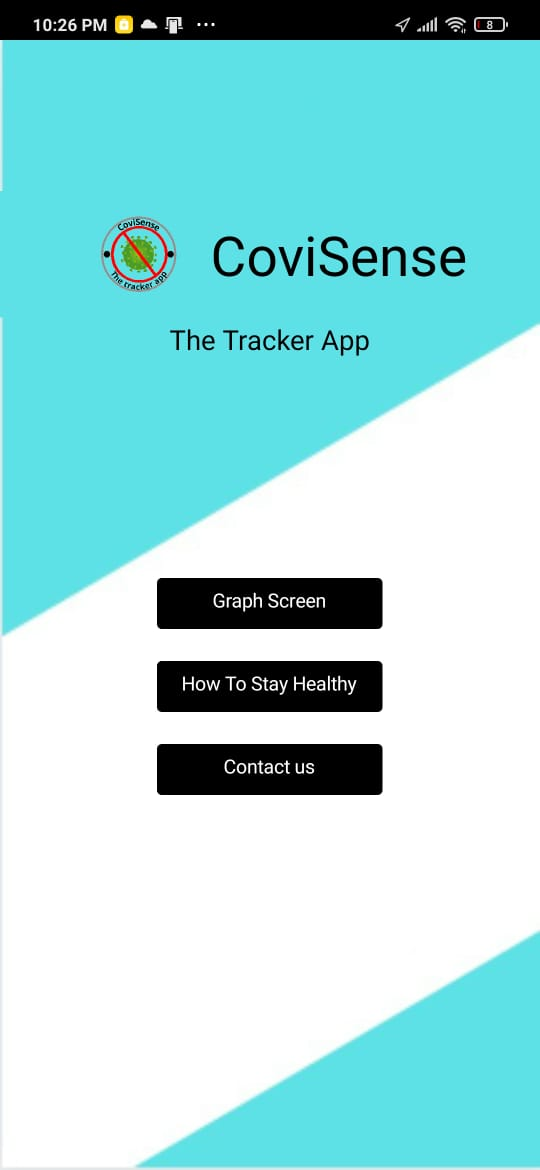 10:26 PM
8
CoviSense
The tracker app
CoviSense
The Tracker App
Graph Screen
How To Stay Healthy
Contact us